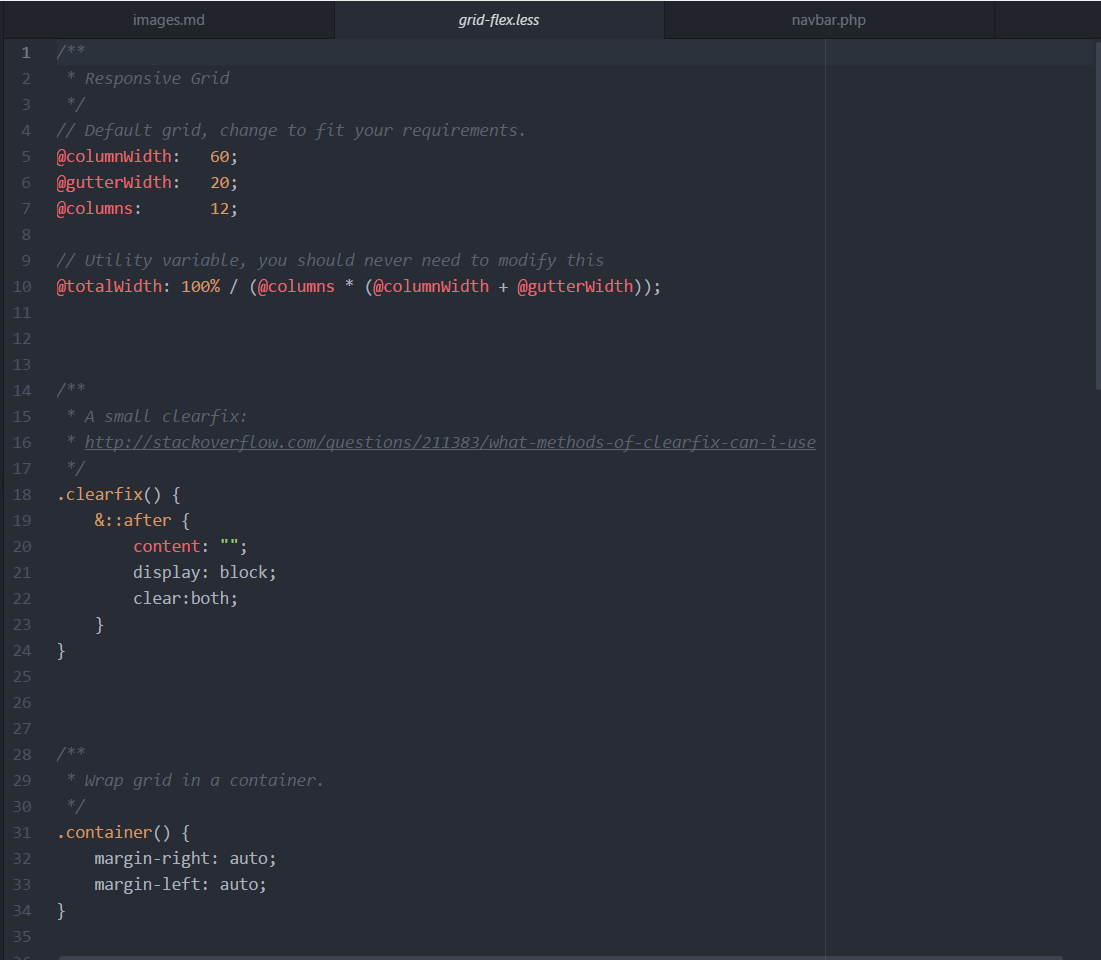 images.md grid-flex.less navbar.php
1 /**
2 * Responsive Grid
3 */
4 // Default grid, change to fit your requirements.
5 @columnWidth: 60;
6 @gutterWidth: 20;
7 @columns: 12;
8
9 // Utility variable, you should never need to modify this
10 @totalWidth: 100% / (@columns * (@columnWidth + @gutterWidth));
11
12
13
14 /**
15 * A small clearfix:
16 * http://stackoverflow.com/questions/211383/what-methods-of-clearfix-can-i-use
17 */
18 .clearfix() {
19 &::after {
20 content: "";
21 display: block;
22 clear:both;
23 }
24 }
25
26
27
28 /**
29 * Wrap grid in a container.
30 */
31 .container() {
32 margin-right: auto;
33 margin-left: auto;
34 }
35